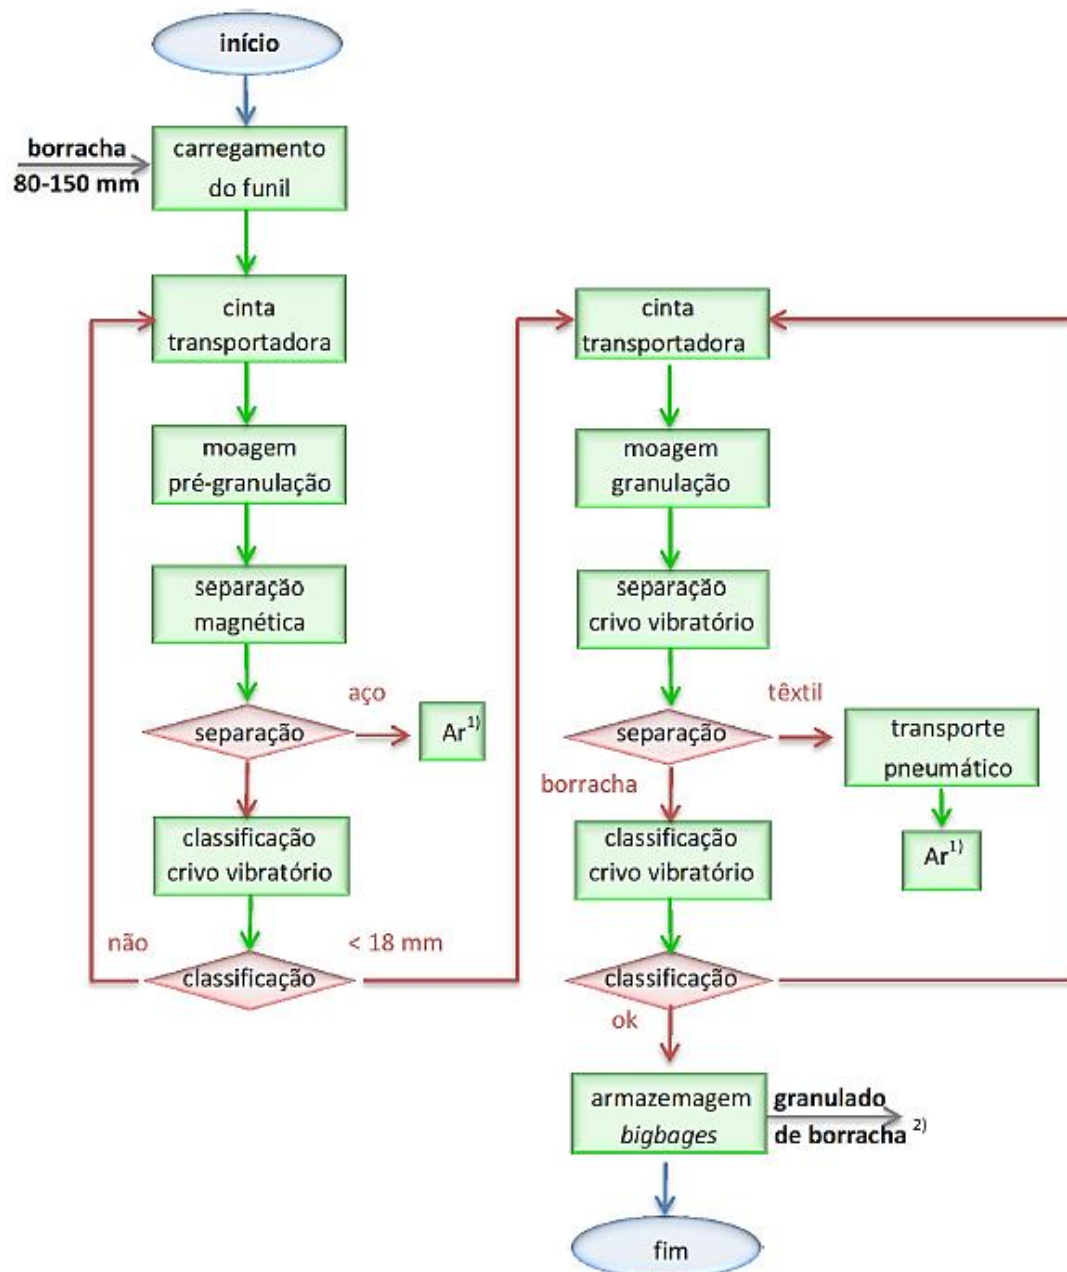 início
borracha
80-150 mm
carregamento
do funil
cinta
transportadora
moagem
pré-granulação
separação
magnética
separação
aço
Ar¹⁾
classificação
crivo vibratório
não
< 18 mm
classificação
cinta
transportadora
moagem
granulação
separação
crivo vibratório
separação
têxtil
transporte
pneumático
Ar¹⁾
borracha
classificação
crivo vibratório
classificação
ok
armazemagem
bigbages
granulado
de borracha ²⁾
fim